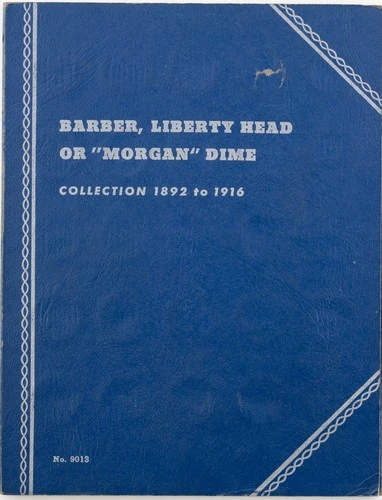 BARBER, LIBERTY HEAD
OR "MORGAN" DIME
COLLECTION 1892 to 1916
No. 9013